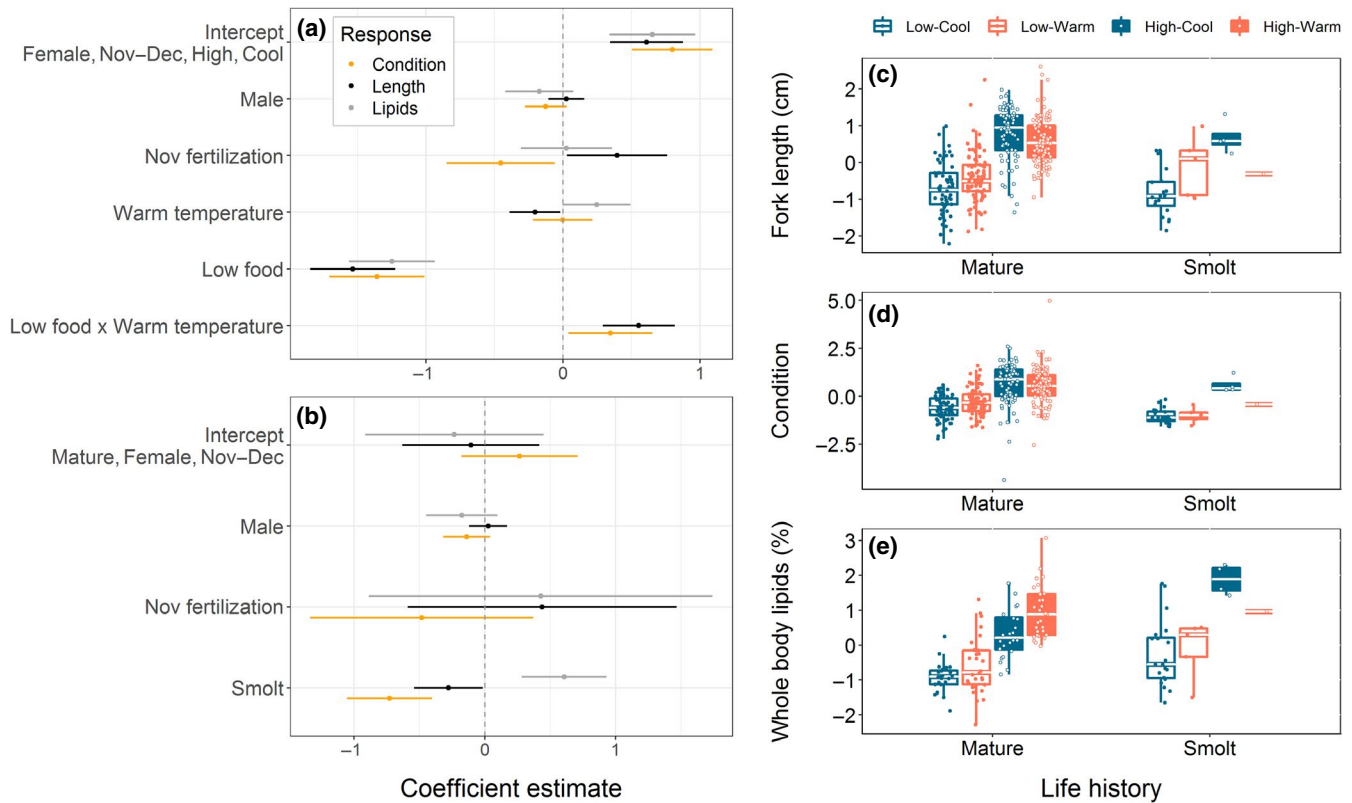 (a)
Response
Condition
Length
Lipids
Intercept
Female, Nov–Dec, High, Cool
Male
Nov fertilization
Warm temperature
Low food
Low food x Warm temperature
−1
0
1
(b)
Intercept
Mature, Female, Nov–Dec
Male
Nov fertilization
Smolt
−1
0
1
Coefficient estimate
Low-Cool
Low-Warm
High-Cool
High-Warm
(c)
Fork length (cm)
2
1
0
−1
−2
Mature
Smolt
(d)
Condition
5.0
2.5
0.0
−2.5
Mature
Smolt
(e)
Whole body lipids (%)
3
2
1
0
−1
−2
Mature
Smolt
Life history